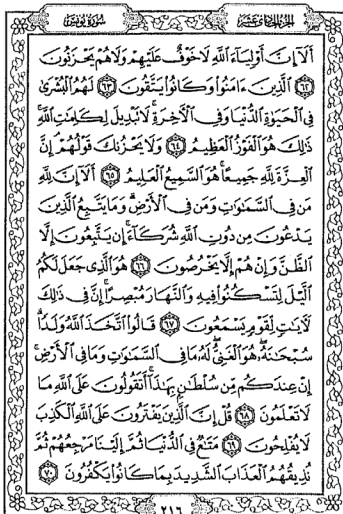 الجزء الحادي عشر
سورة يونس
أَلَآ إِنَّ أَوْلِيَآءَ ٱللَّهِ لَا خَوْفٌ عَلَيْهِمْ وَلَا هُمْ يَحْزَنُونَ
﴿٦٢﴾ ٱلَّذِينَ ءَامَنُوا۟ وَكَانُوا۟ يَتَّقُونَ ﴿٦٣﴾ لَهُمُ ٱلْبُشْرَىٰ
فِى ٱلْحَيَوٰةِ ٱلدُّنْيَا وَفِى ٱلْءَاخِرَةِ ۚ لَا تَبْدِيلَ لِكَلِمَـٰتِ ٱللَّهِ ۚ
ذَٰلِكَ هُوَ ٱلْفَوْزُ ٱلْعَظِيمُ ﴿٦٤﴾ وَلَا يَحْزُنكَ قَوْلُهُمْ ۘ إِنَّ
ٱلْعِزَّةَ لِلَّهِ جَمِيعًا ۚ هُوَ ٱلسَّمِيعُ ٱلْعَلِيمُ ﴿٦٥﴾ أَلَآ إِنَّ لِلَّهِ
مَن فِى ٱلسَّمَـٰوَٰتِ وَمَن فِى ٱلْأَرْضِ ۗ وَمَا يَتَّبِعُ ٱلَّذِينَ
يَدْعُونَ مِن دُونِ ٱللَّهِ شُرَكَآءَ ۚ إِن يَتَّبِعُونَ إِلَّا
ٱلظَّنَّ وَإِنْ هُمْ إِلَّا يَخْرُصُونَ ﴿٦٦﴾ هُوَ ٱلَّذِى جَعَلَ لَكُمُ
ٱلَّيْلَ لِتَسْكُنُوا۟ فِيهِ وَٱلنَّهَارَ مُبْصِرًا ۚ إِنَّ فِى ذَٰلِكَ
لَـَٔايَـٰتٍ لِّقَوْمٍ يَسْمَعُونَ ﴿٦٧﴾ قَالُوا۟ ٱتَّخَذَ ٱللَّهُ وَلَدًا ۗ
سُبْحَـٰنَهُۥ ۖ هُوَ ٱلْغَنِىُّ ۖ لَهُۥ مَا فِى ٱلسَّمَـٰوَٰتِ وَمَا فِى ٱلْأَرْضِ ۚ
إِنْ عِندَكُم مِّن سُلْطَـٰنٍۭ بِهَـٰذَآ ۚ أَتَقُولُونَ عَلَى ٱللَّهِ مَا
لَا تَعْلَمُونَ ﴿٦٨﴾ قُلْ إِنَّ ٱلَّذِينَ يَفْتَرُونَ عَلَى ٱللَّهِ ٱلْكَذِبَ
لَا يُفْلِحُونَ ﴿٦٩﴾ مَتَـٰعٌ فِى ٱلدُّنْيَا ثُمَّ إِلَيْنَا مَرْجِعُهُمْ ثُمَّ
نُذِيقُهُمُ ٱلْعَذَابَ ٱلشَّدِيدَ بِمَا كَانُوا۟ يَكْفُرُونَ ﴿٧٠﴾
٢١٦